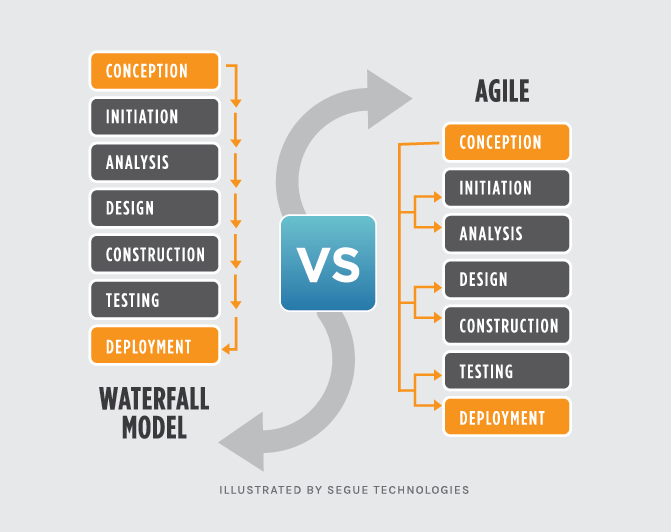 CONCEPTION
INITIATION
ANALYSIS
DESIGN
CONSTRUCTION
TESTING
DEPLOYMENT
WATERFALL
MODEL
VS
AGILE
CONCEPTION
INITIATION
ANALYSIS
DESIGN
CONSTRUCTION
TESTING
DEPLOYMENT
ILLUSTRATED BY SEGUE TECHNOLOGIES